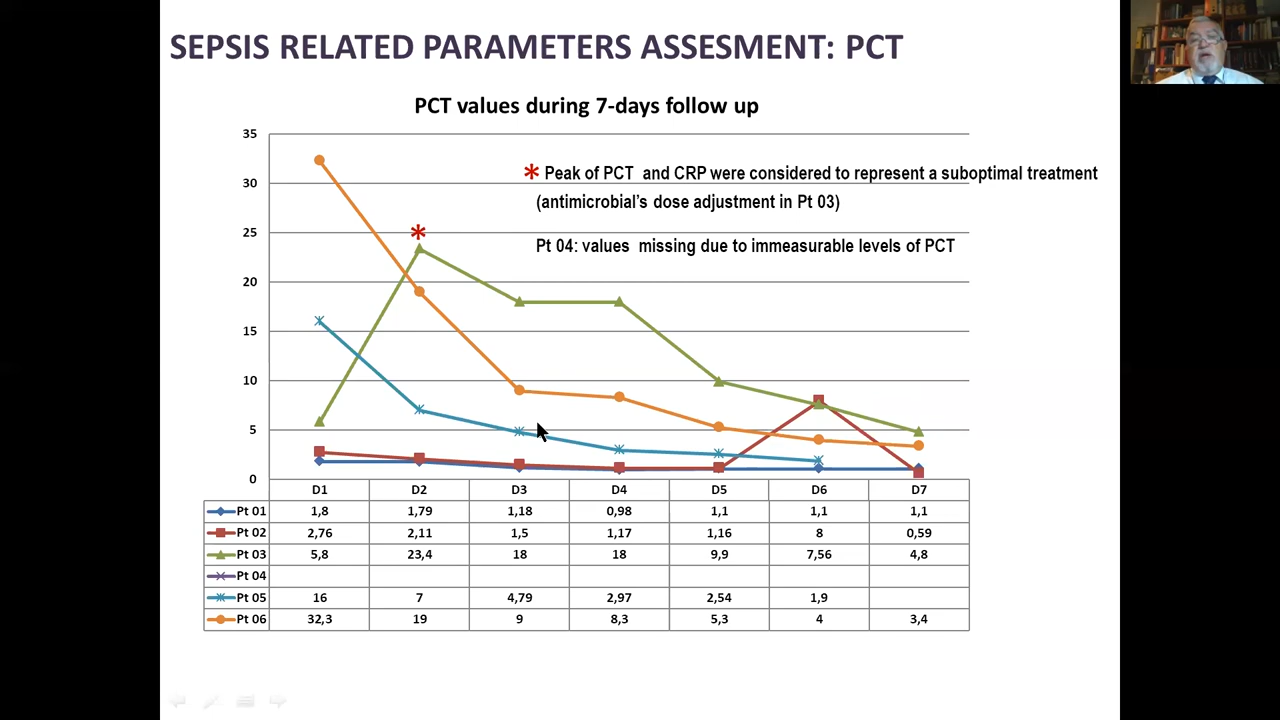 SEPSIS RELATED PARAMETERS ASSESMENT: PCT
PCT values during 7-days follow up
35
30
25
20
15
10
5
0
* Peak of PCT and CRP were considered to represent a suboptimal treatment
(antimicrobial's dose adjustment in Pt 03)
*
Pt 04: values missing due to immeasurable levels of PCT
D1 D2 D3 D4 D5 D6 D7
Pt 01 1,8 1,79 1,18 0,98 1,1 1,1 1,1
Pt 02 2,76 2,11 1,5 1,17 1,16 8 0,59
Pt 03 5,8 23,4 18 18 9,9 7,56 4,8
Pt 04
Pt 05 16 7 4,79 2,97 2,54 1,9
Pt 06 32,3 19 9 8,3 5,3 4 3,4